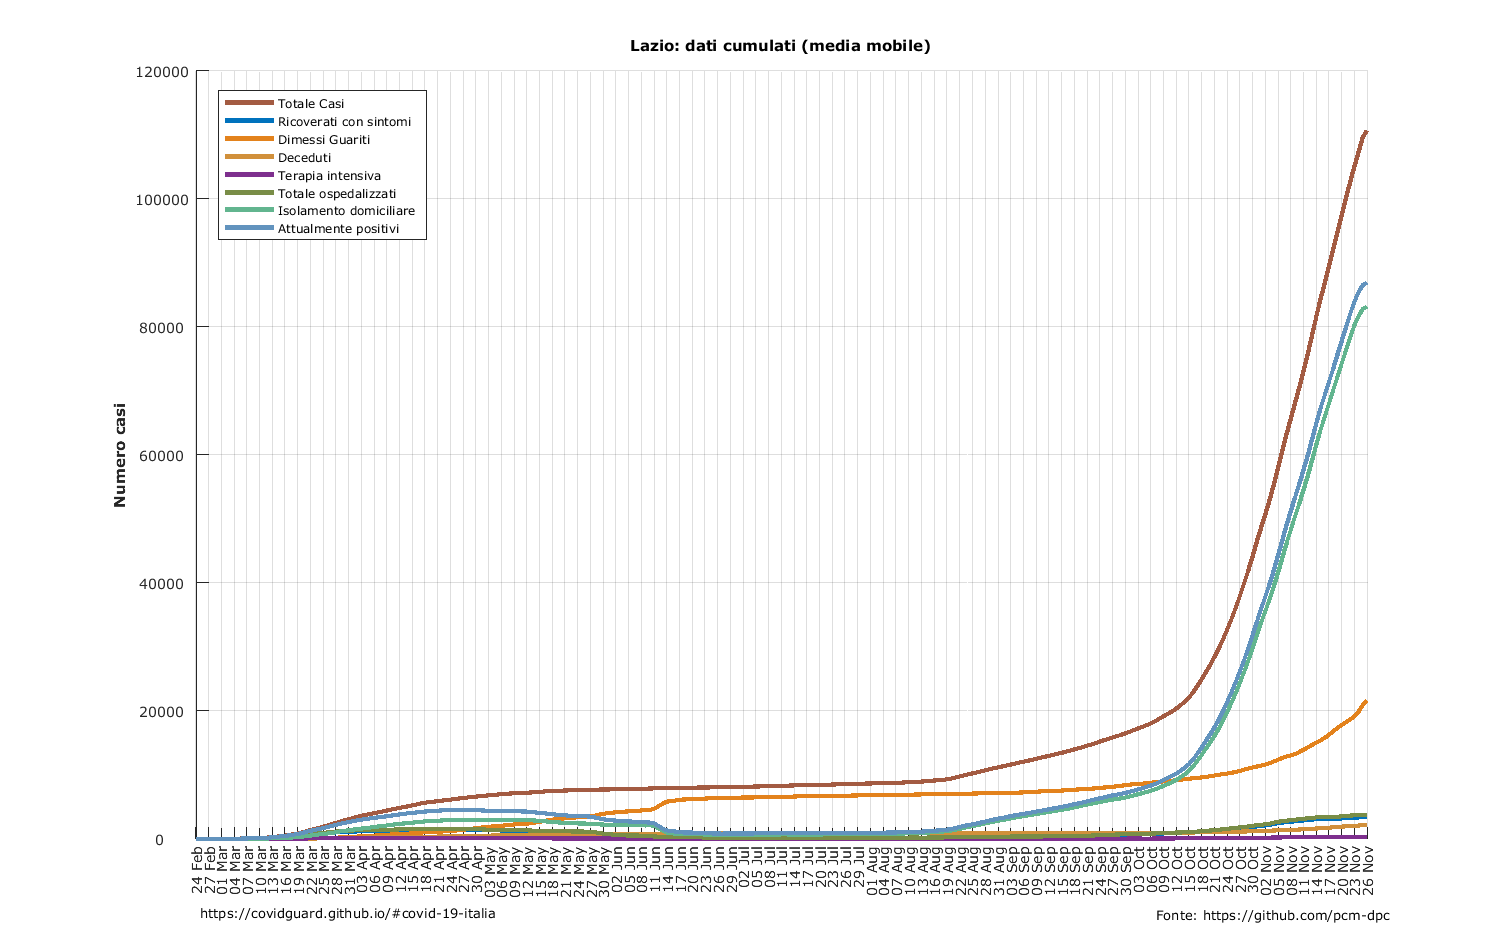 Lazio: dati cumulati (media mobile)
120000
100000
80000
60000
40000
20000
0
Numero casi
Totale Casi
Ricoverati con sintomi
Dimessi Guariti
Deceduti
Terapia intensiva
Totale ospedalizzati
Isolamento domiciliare
Attualmente positivi
24 Feb
27 Feb
01 Mar
04 Mar
07 Mar
10 Mar
13 Mar
16 Mar
19 Mar
22 Mar
25 Mar
28 Mar
31 Mar
03 Apr
06 Apr
09 Apr
12 Apr
15 Apr
18 Apr
21 Apr
24 Apr
27 Apr
30 Apr
03 May
06 May
09 May
12 May
15 May
18 May
21 May
24 May
27 May
30 May
02 Jun
05 Jun
08 Jun
11 Jun
14 Jun
17 Jun
20 Jun
23 Jun
26 Jun
29 Jun
02 Jul
05 Jul
08 Jul
11 Jul
14 Jul
17 Jul
20 Jul
23 Jul
26 Jul
29 Jul
01 Aug
04 Aug
07 Aug
10 Aug
13 Aug
16 Aug
19 Aug
22 Aug
25 Aug
28 Aug
31 Aug
03 Sep
06 Sep
09 Sep
12 Sep
15 Sep
18 Sep
21 Sep
24 Sep
27 Sep
30 Sep
03 Oct
06 Oct
09 Oct
12 Oct
15 Oct
18 Oct
21 Oct
24 Oct
27 Oct
30 Oct
02 Nov
05 Nov
08 Nov
11 Nov
14 Nov
17 Nov
20 Nov
23 Nov
26 Nov
https://covidguard.github.io/#covid-19-italia
Fonte: https://github.com/pcm-dpc